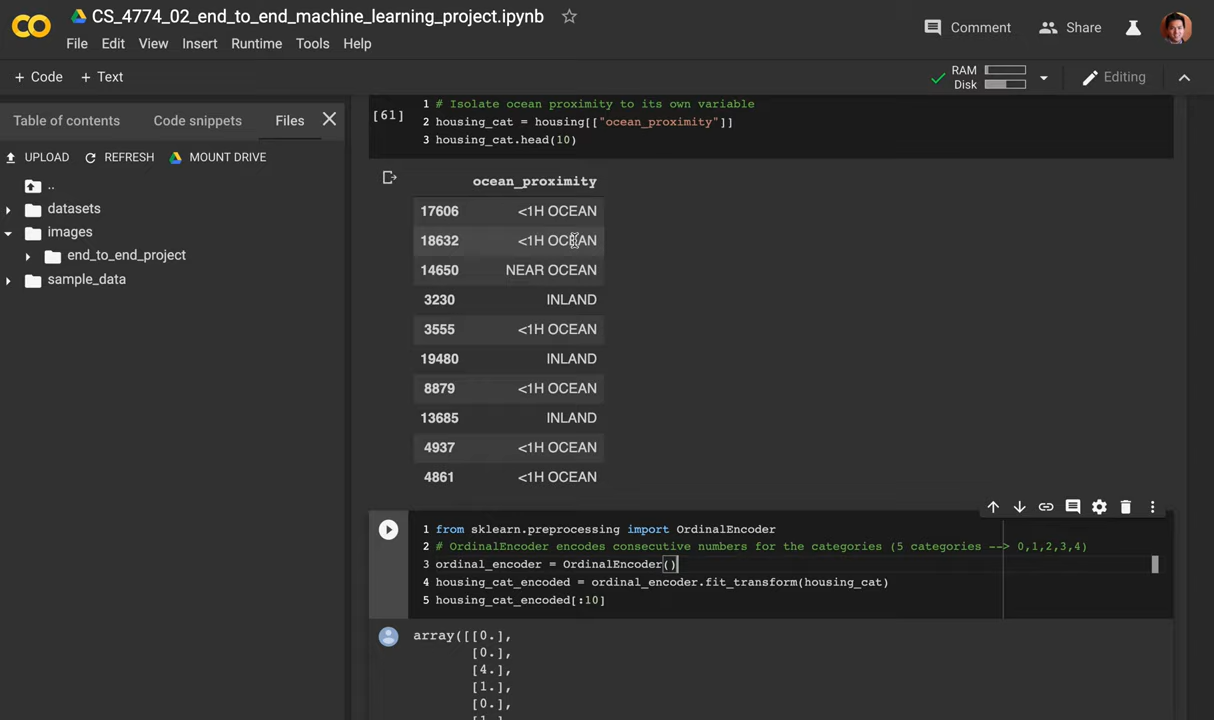 CS_4774_02_end_to_end_machine_learning_project.ipynb
File Edit View Insert Runtime Tools Help
Comment
Share
+ Code + Text
RAM
Disk
Editing
Table of contents Code snippets Files
UPLOAD REFRESH MOUNT DRIVE
..
datasets
images
end_to_end_project
sample_data
[61]
1 # Isolate ocean proximity to its own variable
2 housing_cat = housing[["ocean_proximity"]]
3 housing_cat.head(10)
ocean_proximity
17606 <1H OCEAN
18632 <1H OCEAN
14650 NEAR OCEAN
3230 INLAND
3555 <1H OCEAN
19480 INLAND
8879 <1H OCEAN
13685 INLAND
4937 <1H OCEAN
4861 <1H OCEAN
1 from sklearn.preprocessing import OrdinalEncoder
2 # OrdinalEncoder encodes consecutive numbers for the categories (5 categories --> 0,1,2,3,4)
3 ordinal_encoder = OrdinalEncoder()
4 housing_cat_encoded = ordinal_encoder.fit_transform(housing_cat)
5 housing_cat_encoded[:10]
array([[0.],
[0.],
[4.],
[1.],
[0.],